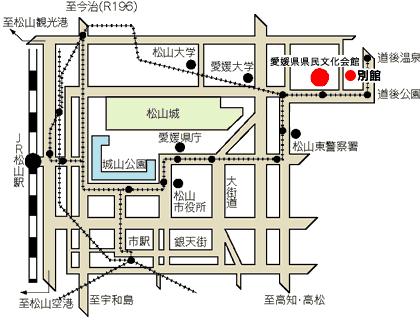 至今治(R196)
至松山観光港
松山大学
愛媛大学
愛媛県県民文化会館
別館
道後温泉
道後公園
松山城
愛媛県庁
松山東警察署
JR松山駅
城山公園
松山
市役所
大街道
市駅
銀天街
至松山空港
至宇和島
至高知・高松